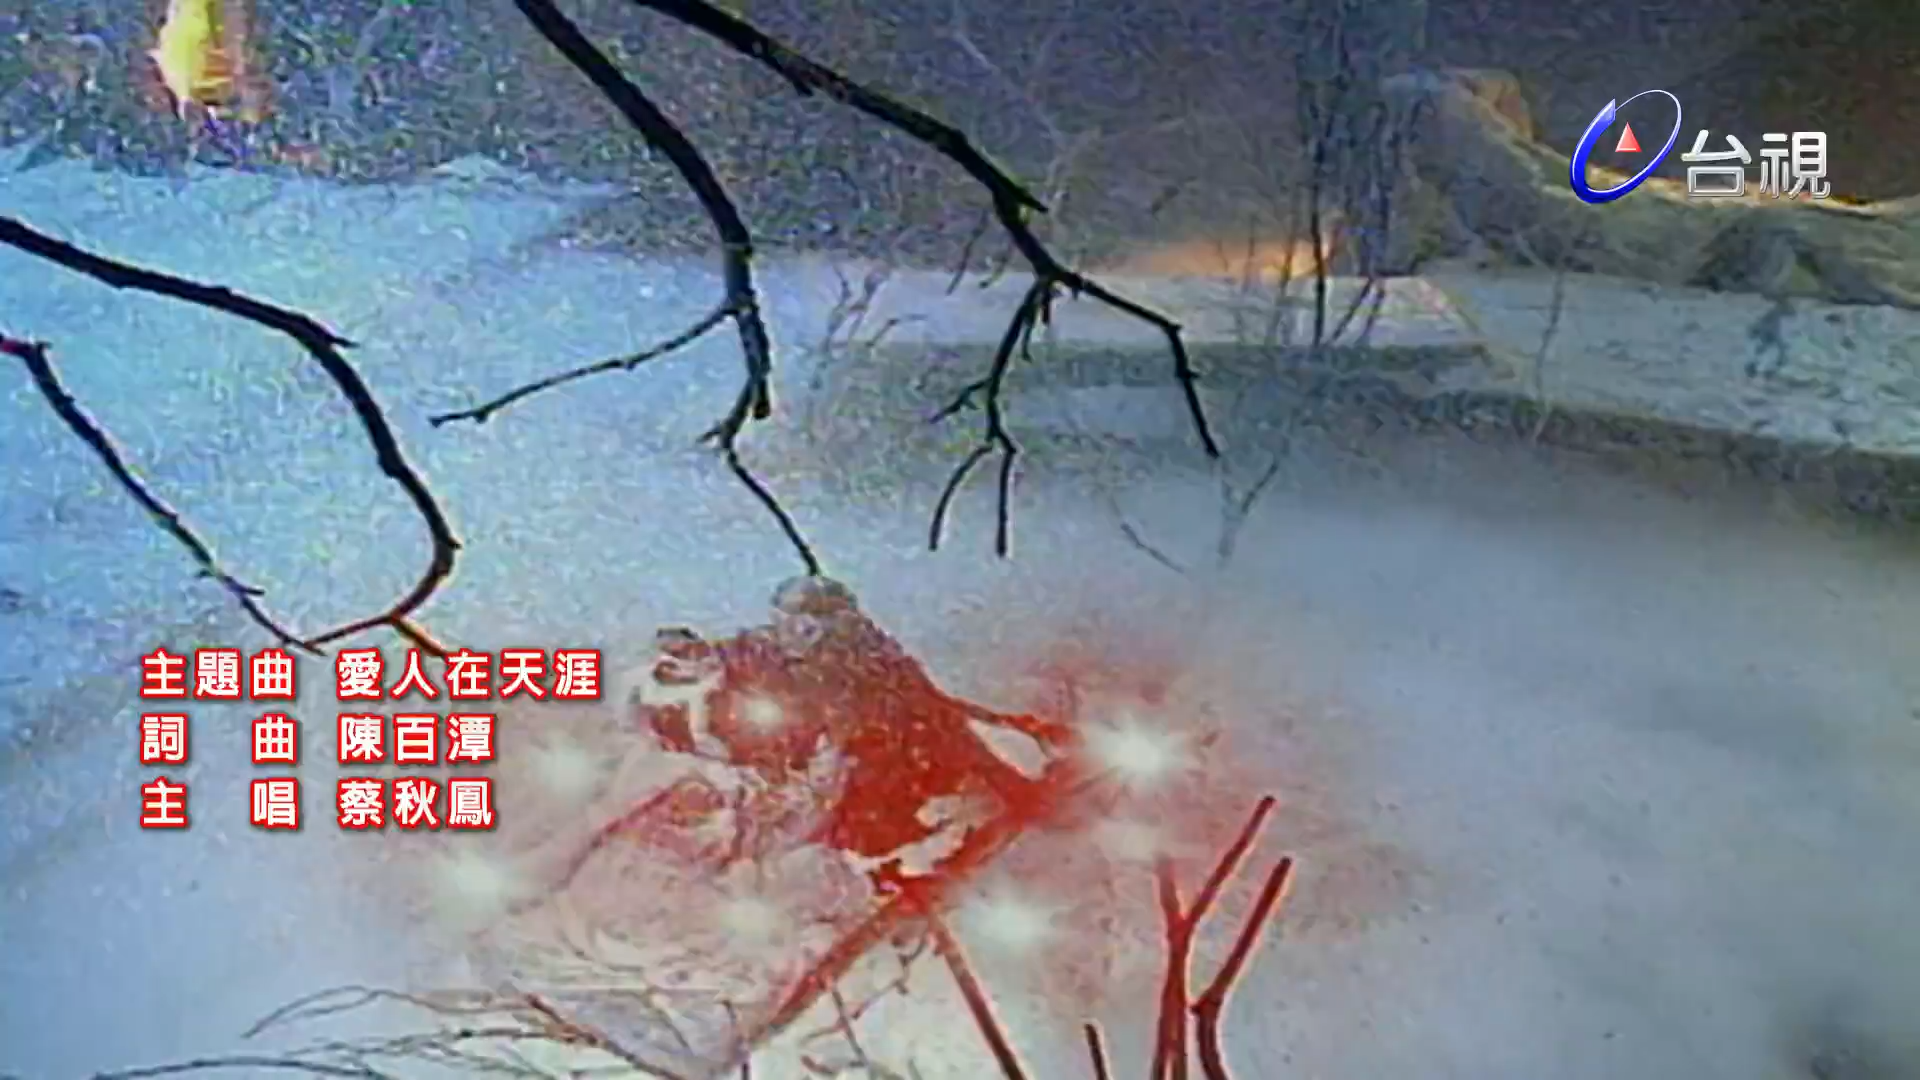 台視
主題曲 愛人在天涯
詞 曲 陳百潭
主 唱 蔡秋鳳